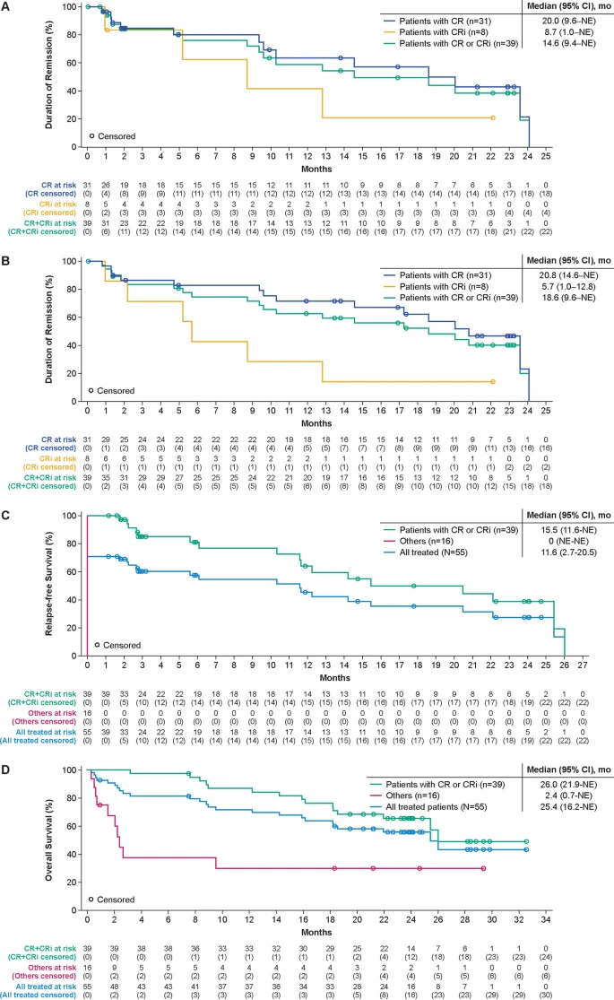 A
Median (95% CI), mo
Patients with CR (n=31) 20.0 (9.6–NE)
Patients with CRi (n=8) 8.7 (1.0–NE)
Patients with CR or CRi (n=39) 14.6 (9.4–NE)
Duration of Remission (%)
100
80
60
40
20
0
Censored
0 1 2 3 4 5 6 7 8 9 10 11 12 13 14 15 16 17 18 19 20 21 22 23 24 25
Months
CR at risk 31 26 19 18 18 15 15 15 15 15 12 11 11 11 10 9 9 8 8 7 7 6 5 3 1 0
(CR censored) (0) (4) (8) (9) (9) (11) (11) (11) (11) (11) (12) (12) (12) (12) (13) (13) (13) (14) (14) (14) (14) (14) (15) (17) (18) (18)
CRi at risk 8 5 4 4 4 4 3 3 3 2 2 2 2 1 1 1 1 1 1 1 1 1 1 0 0 0
(CRi censored) (0) (2) (3) (3) (3) (3) (3) (3) (3) (3) (3) (3) (3) (3) (3) (3) (3) (3) (3) (3) (3) (3) (3) (4) (4) (4)
CR+CRi at risk 39 31 23 22 22 19 18 18 18 17 14 13 13 12 11 10 10 9 9 8 8 7 6 3 1 0
(CR+CRi censored) (0) (6) (11) (12) (12) (14) (14) (14) (14) (14) (15) (15) (15) (15) (16) (16) (16) (17) (17) (17) (17) (17) (18) (21) (22) (22)
B
Median (95% CI), mo
Patients with CR (n=31) 20.8 (14.6–NE)
Patients with CRi (n=8) 5.7 (1.0–12.8)
Patients with CR or CRi (n=39) 18.6 (9.6–NE)
Duration of Remission (%)
100
80
60
40
20
0
Censored
0 1 2 3 4 5 6 7 8 9 10 11 12 13 14 15 16 17 18 19 20 21 22 23 24 25
Months
CR at risk 31 29 25 24 24 22 22 22 22 22 20 19 18 18 16 15 15 14 12 11 11 9 7 5 1 0
(CR censored) (0) (1) (2) (3) (3) (4) (4) (4) (4) (4) (4) (4) (5) (5) (7) (7) (7) (8) (9) (9) (9) (9) (11) (13) (16) (16)
CRi at risk 8 6 6 5 5 5 3 3 3 2 2 2 2 1 1 1 1 1 1 1 1 1 1 0 0 0
(CRi censored) (0) (1) (1) (1) (1) (1) (1) (1) (1) (1) (1) (1) (1) (1) (1) (1) (1) (1) (1) (1) (1) (1) (1) (2) (2) (2)
CR+CRi at risk 39 35 31 29 29 27 25 25 25 24 22 21 20 19 17 16 16 15 13 12 12 10 8 5 1 0
(CR+CRi censored) (0) (2) (3) (4) (4) (5) (5) (5) (5) (5) (5) (5) (6) (6) (8) (8) (8) (9) (10) (10) (10) (10) (12) (15) (18) (18)
C
Median (95% CI), mo
Patients with CR or CRi (n=39) 15.5 (11.6-NE)
Others (n=16) 0 (NE-NE)
All treated (N=55) 11.6 (2.7-20.5)
Relapse-free Survival (%)
100
80
60
40
20
0
Censored
0 1 2 3 4 5 6 7 8 9 10 11 12 13 14 15 16 17 18 19 20 21 22 23 24 25 26 27
Months
CR+CRi at risk 39 39 33 24 22 22 19 18 18 18 18 17 14 13 13 11 10 10 9 9 9 8 8 6 5 2 1 0
(CR+CRi censored) (0) (0) (5) (10) (12) (12) (14) (14) (14) (14) (14) (14) (15) (15) (15) (16) (16) (16) (17) (17) (17) (17) (17) (18) (19) (22) (22) (22)
Others at risk 16 0 0 0 0 0 0 0 0 0 0 0 0 0 0 0 0 0 0 0 0 0 0 0 0 0 0 0
(Others censored) (0) (0) (0) (0) (0) (0) (0) (0) (0) (0) (0) (0) (0) (0) (0) (0) (0) (0) (0) (0) (0) (0) (0) (0) (0) (0) (0) (0)
All treated at risk 55 39 33 24 22 22 19 18 18 18 18 17 14 13 13 11 10 10 9 9 9 8 8 6 5 2 1 0
(All treated censored) (0) (0) (5) (10) (12) (12) (14) (14) (14) (14) (14) (14) (15) (15) (15) (16) (16) (16) (17) (17) (17) (17) (17) (18) (19) (22) (22) (22)
D
Median (95% CI), mo
Patients with CR or CRi (n=39) 26.0 (21.9-NE)
Others (n=16) 2.4 (0.7-NE)
All treated patients (N=55) 25.4 (16.2-NE)
Overall Survival (%)
100
80
60
40
20
0
Censored
0 2 4 6 8 10 12 14 16 18 20 22 24 26 28 30 32 34
Months
CR+CRi at risk 39 39 38 38 36 33 33 32 30 29 25 22 14 7 6 1 1 0
(CR+CRi censored) (0) (0) (0) (0) (1) (1) (1) (1) (1) (1) (2) (4) (12) (18) (18) (23) (23) (24)
Others at risk 16 9 5 5 5 4 4 4 4 4 3 2 2 1 1 0 0 0
(Others censored) (0) (2) (2) (2) (2) (2) (2) (2) (2) (2) (3) (4) (4) (5) (5) (6) (6) (6)
All treated at risk 55 48 43 43 41 37 37 36 34 33 28 24 16 8 7 1 1 0
(All treated censored) (0) (2) (2) (2) (3) (3) (3) (3) (3) (3) (5) (8) (16) (23) (23) (29) (29) (30)